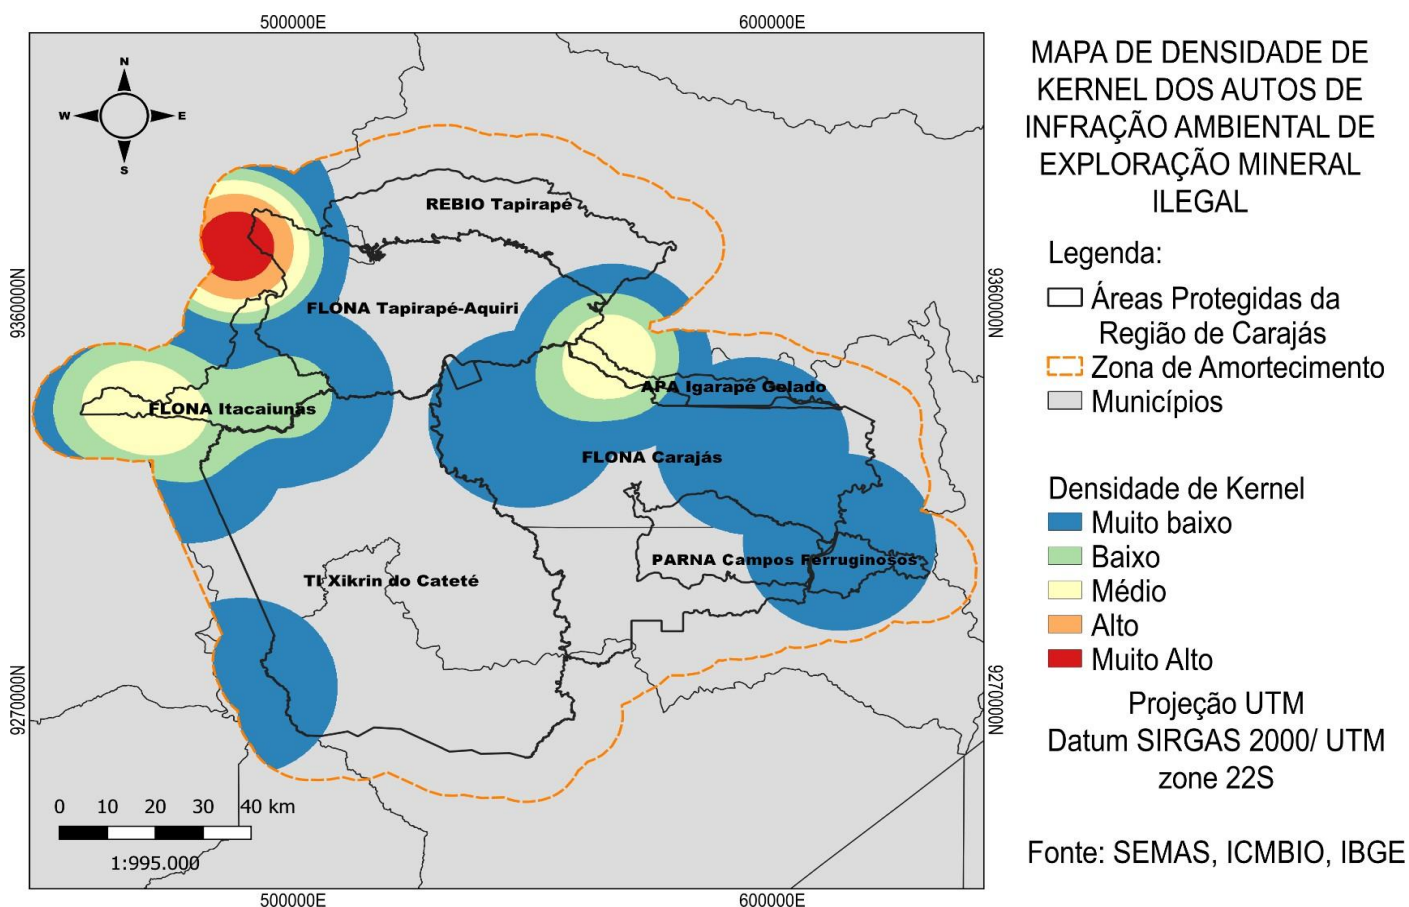 500000E
600000E
N
W
E
S
9360000N
9360000N
9270000N
9270000N
REBIO Tapirapé
FLONA Tapirapé-Aquiri
APA Igarapé Gelado
FLONA Itacaiunas
FLONA Carajás
PARNA Campos Ferruginosos
TI Xikrin do Cateté
0 10 20 30 40 km
1:995.000
500000E
600000E
MAPA DE DENSIDADE DE
KERNEL DOS AUTOS DE
INFRAÇÃO AMBIENTAL DE
EXPLORAÇÃO MINERAL
ILEGAL
Legenda:
Áreas Protegidas da
Região de Carajás
Zona de Amortecimento
Municípios
Densidade de Kernel
Muito baixo
Baixo
Médio
Alto
Muito Alto
Projeção UTM
Datum SIRGAS 2000/ UTM
zone 22S
Fonte: SEMAS, ICMBIO, IBGE